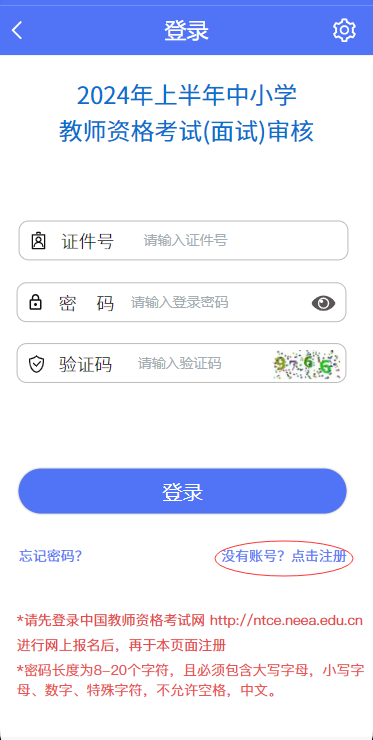 登录
2024年上半年中小学
教师资格考试(面试)审核
证件号 请输入证件号
密 码 请输入登录密码
验证码 请输入验证码 9766
登录
忘记密码? 没有账号? 点击注册
*请先登录中国教师资格考试网 http://ntce.neea.edu.cn
进行网上报名后，再于本页面注册
*密码长度为8-20个字符，且必须包含大写字母，小写字
母、数字、特殊字符，不允许空格，中文。